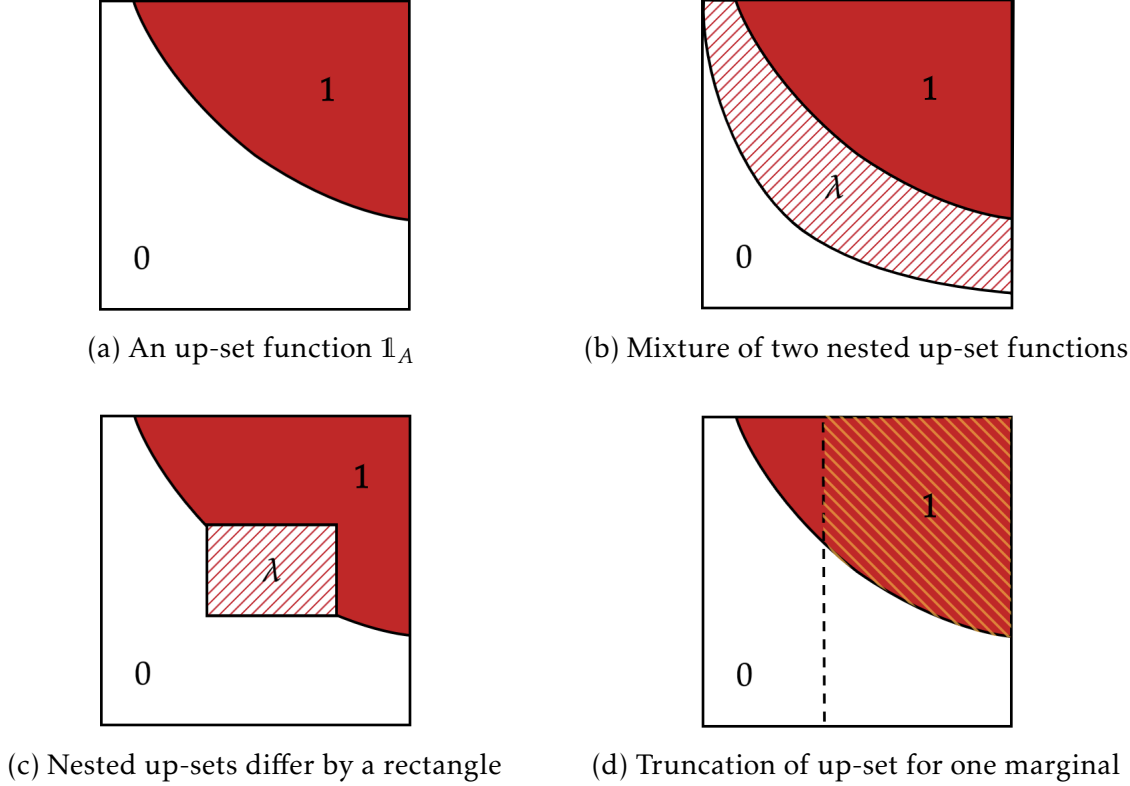 1
0
(a) An up-set function 𝟙_A
1
λ
0
(b) Mixture of two nested up-set functions
1
λ
0
(c) Nested up-sets differ by a rectangle
1
0
(d) Truncation of up-set for one marginal